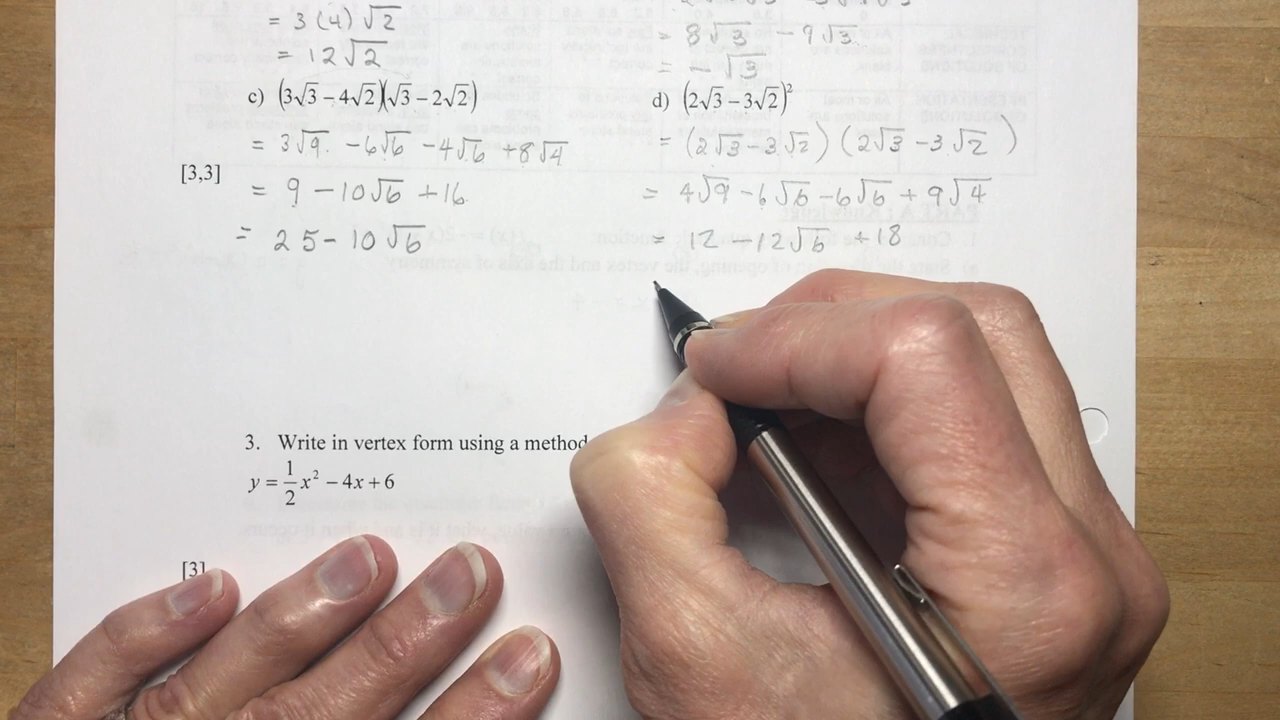 = 3(4)√2
= 12√2
= 8√3 - 9√3
= - √3
c) (3√3 - 4√2)(√3 - 2√2)
= 3√9 - 6√6 - 4√6 + 8√4
[3,3]
= 9 - 10√6 + 16
= 25 - 10√6
d) (2√3 - 3√2)²
= (2√3 - 3√2)(2√3 - 3√2)
= 4√9 - 6√6 - 6√6 + 9√4
= 12 - 12√6 + 18
3. Write in vertex form using a method
y = 1/2 x² - 4x + 6
[3]